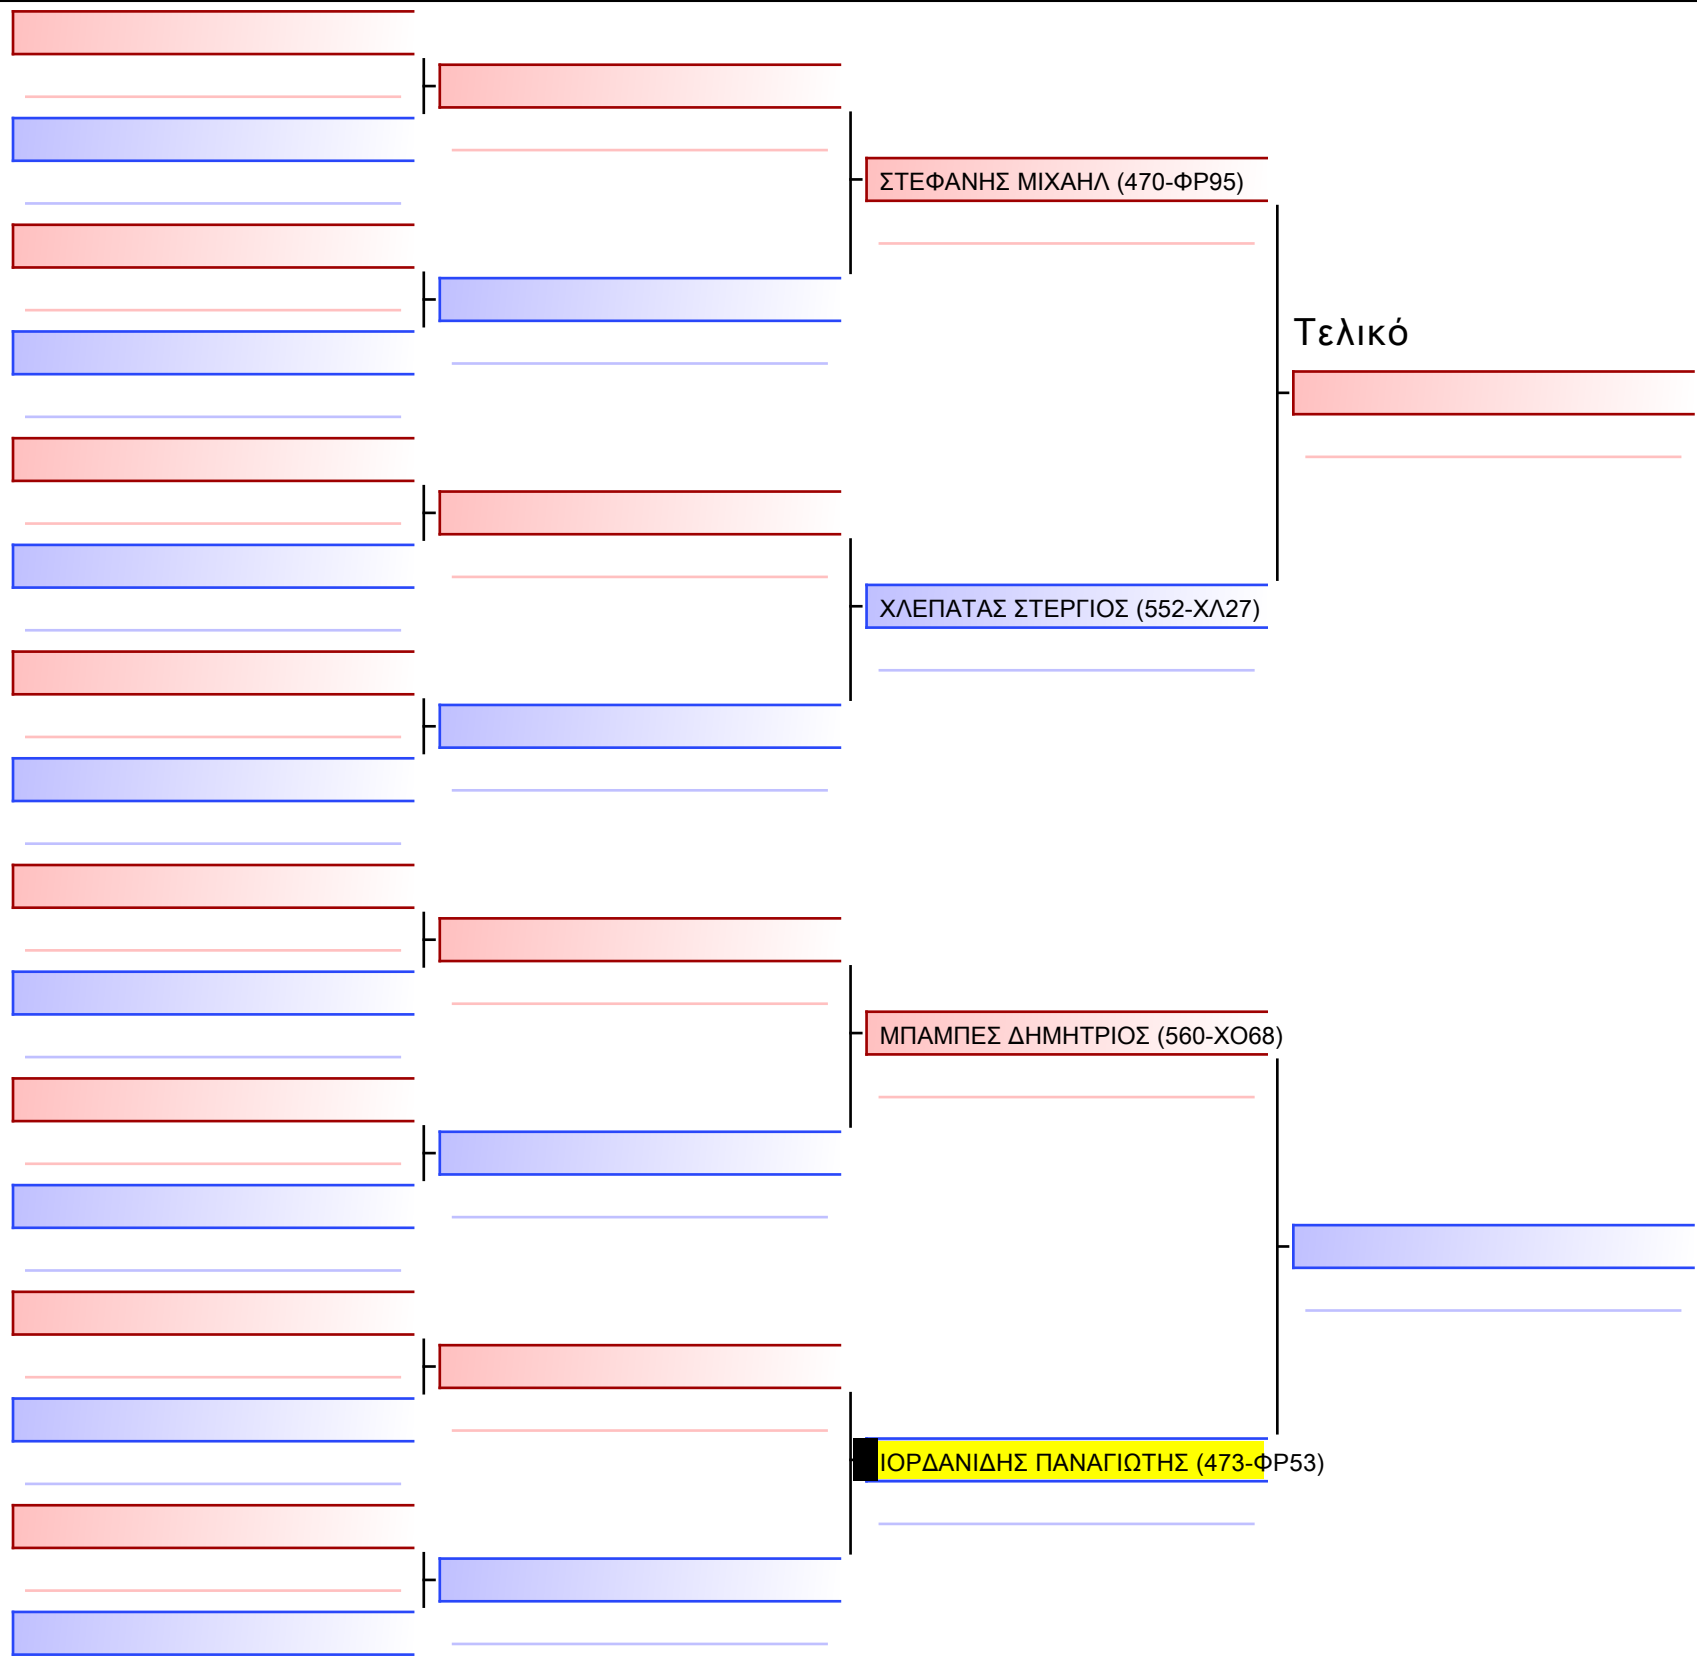 ΣΤΕΦΑΝΗΣ ΜΙΧΑΗΛ (470-ΦΡ95)
Τελικό
ΧΛΕΠΑΤΑΣ ΣΤΕΡΓΙΟΣ (552-ΧΛ27)
ΜΠΑΜΠΕΣ ΔΗΜΗΤΡΙΟΣ (560-ΧΟ68)
ΙΟΡΔΑΝΙΔΗΣ ΠΑΝΑΓΙΩΤΗΣ (473-ΦΡ53)